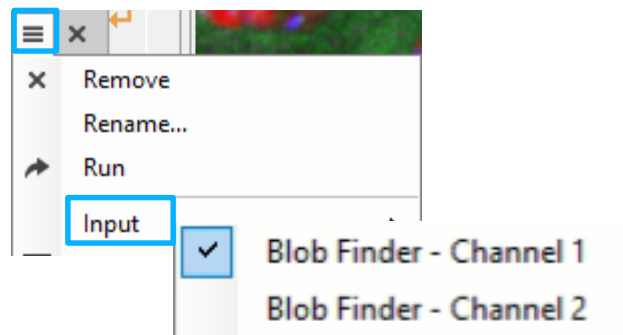 Remove
Rename...
Run
Input
Blob Finder - Channel 1
Blob Finder - Channel 2